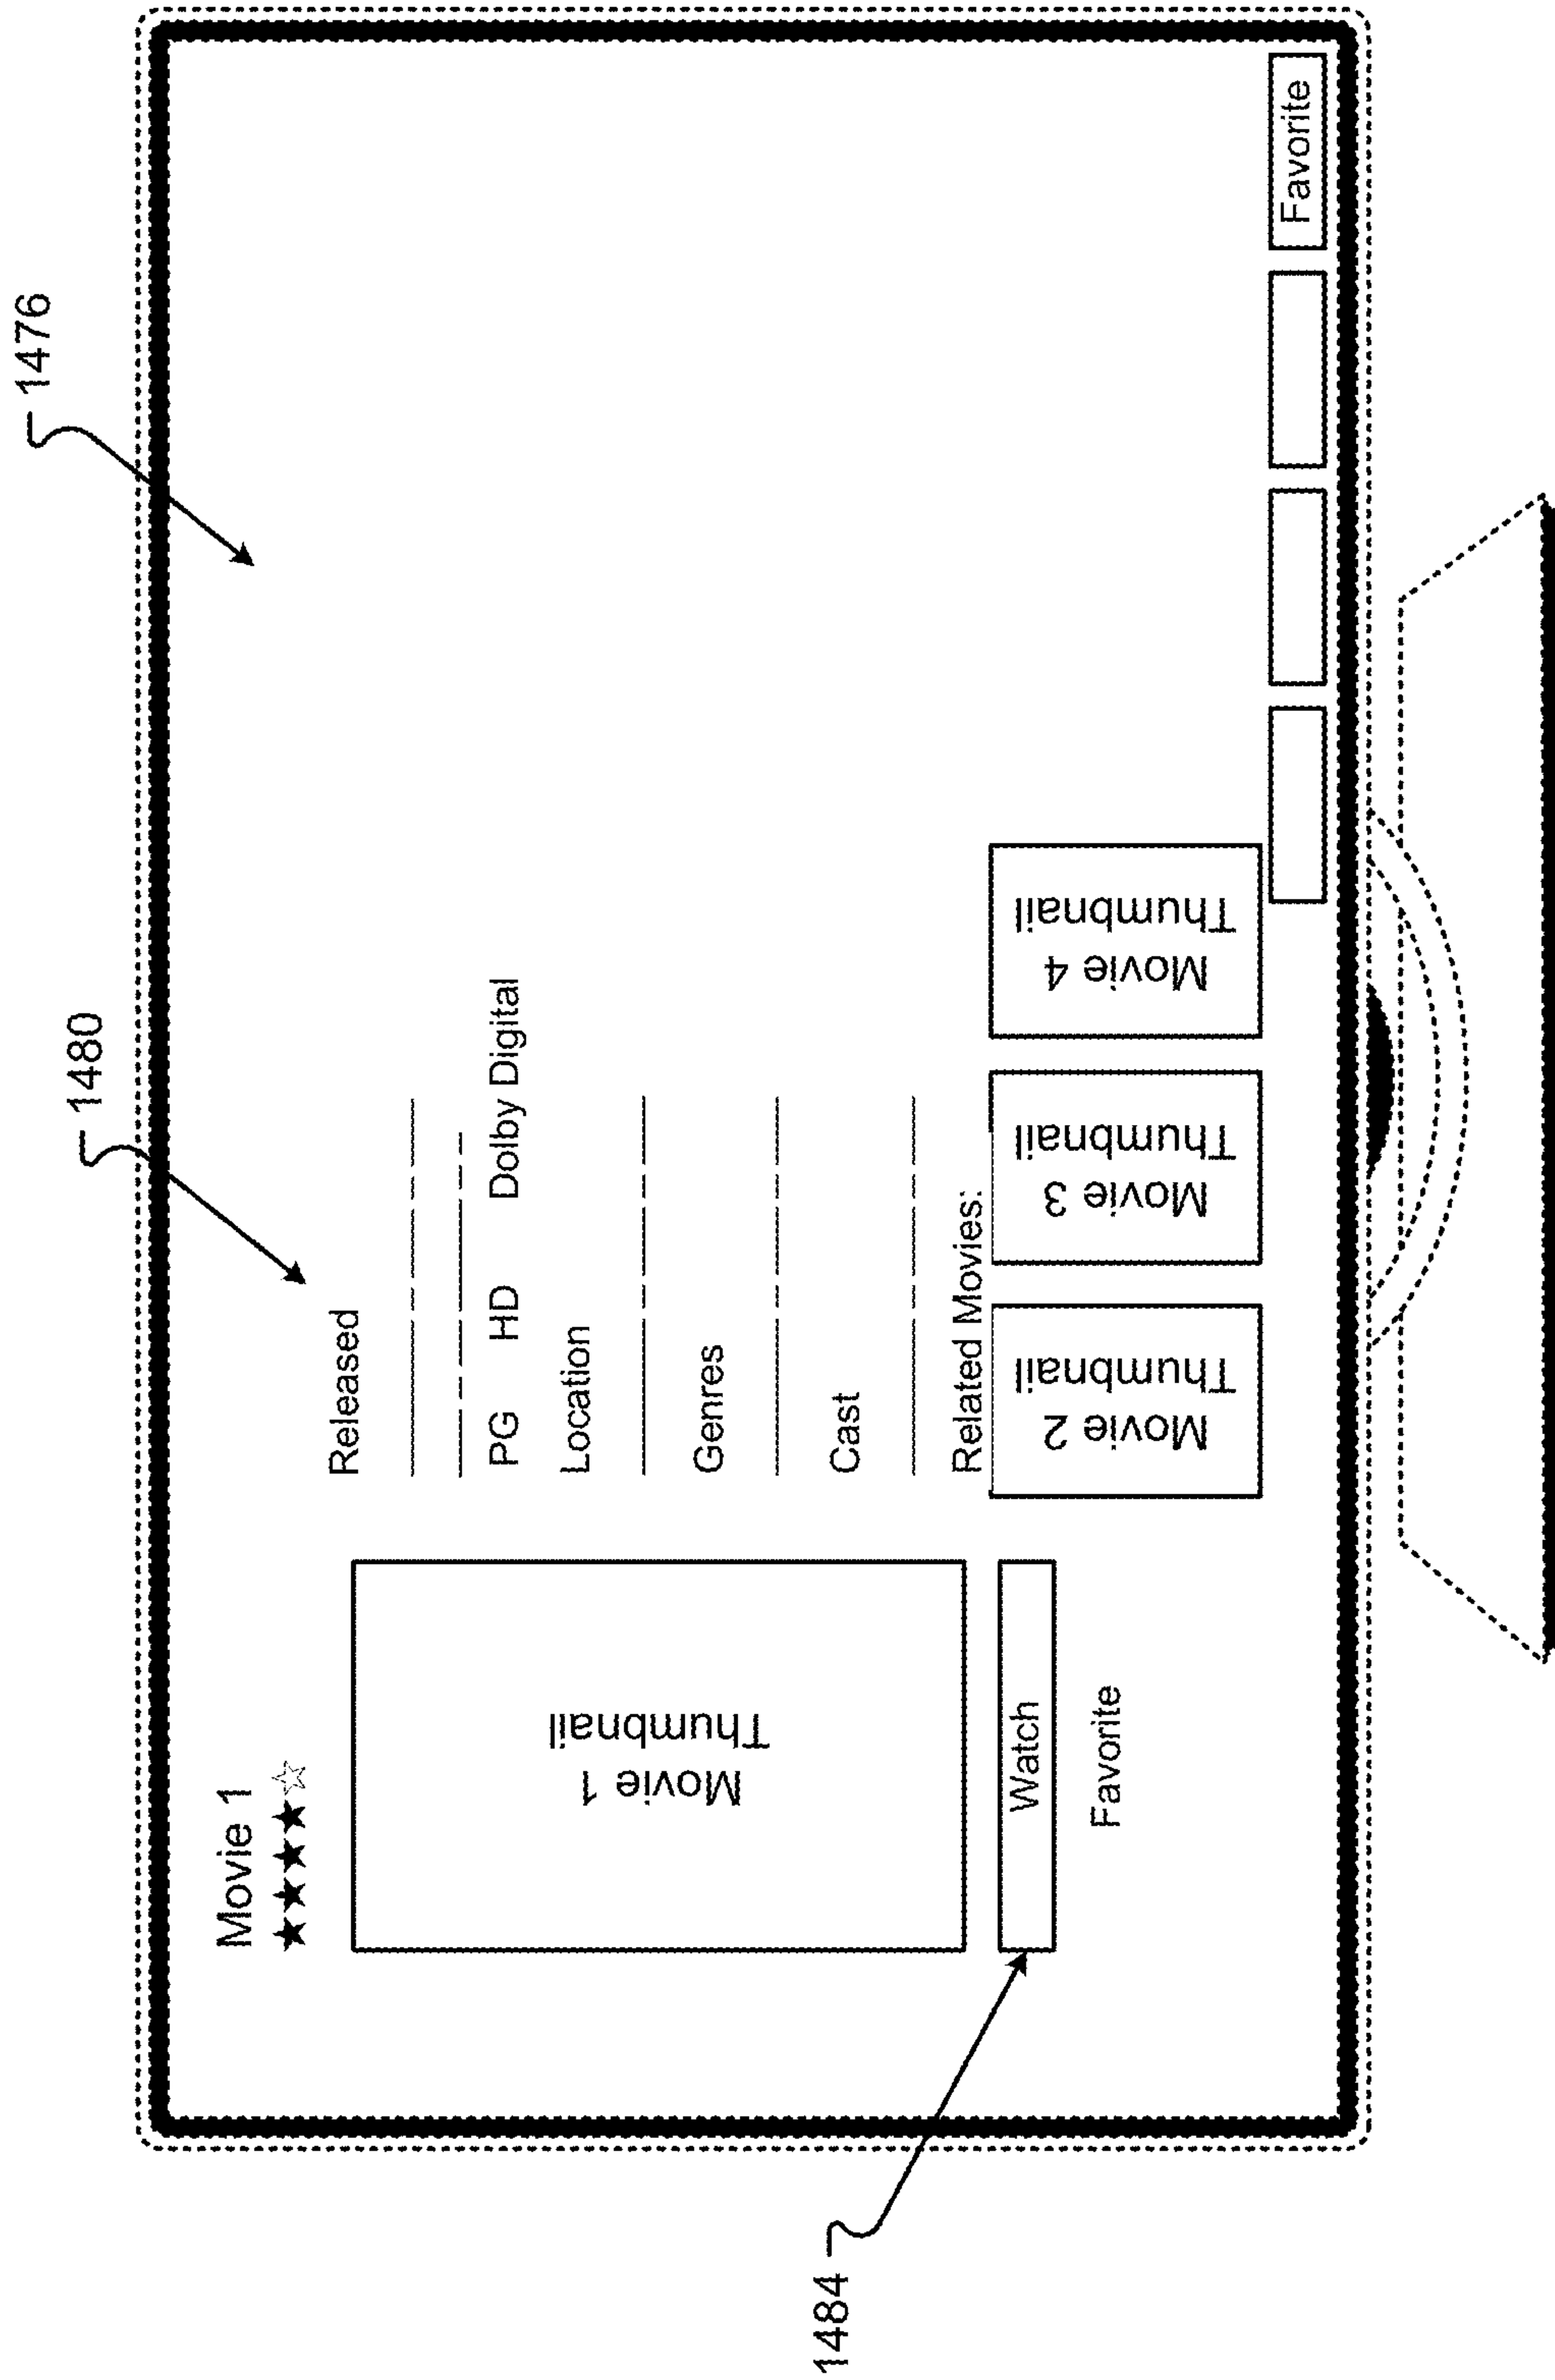 1476
1480
Movie 1
★★★★☆
Released
PG HD Dolby Digital
Location
Genres
Cast
Related Movies:
Movie 1
Thumbnail
Movie 2
Thumbnail
Movie 3
Thumbnail
Movie 4
Thumbnail
Watch
Favorite
Favorite
1484